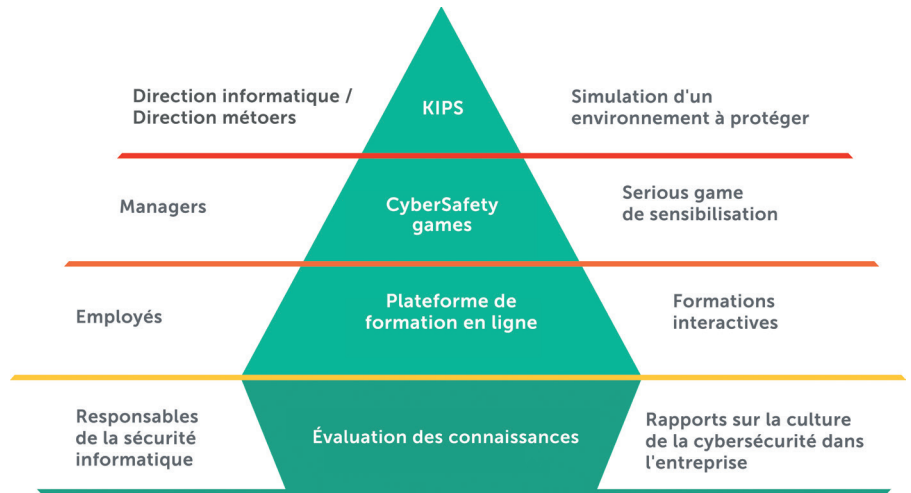 Direction informatique /
Direction métoers
KIPS
Simulation d'un
environnement à protéger
Managers
CyberSafety
games
Serious game
de sensibilisation
Employés
Plateforme de
formation en ligne
Formations
interactives
Responsables
de la sécurité
informatique
Évaluation des connaissances
Rapports sur la culture
de la cybersécurité dans
l'entreprise